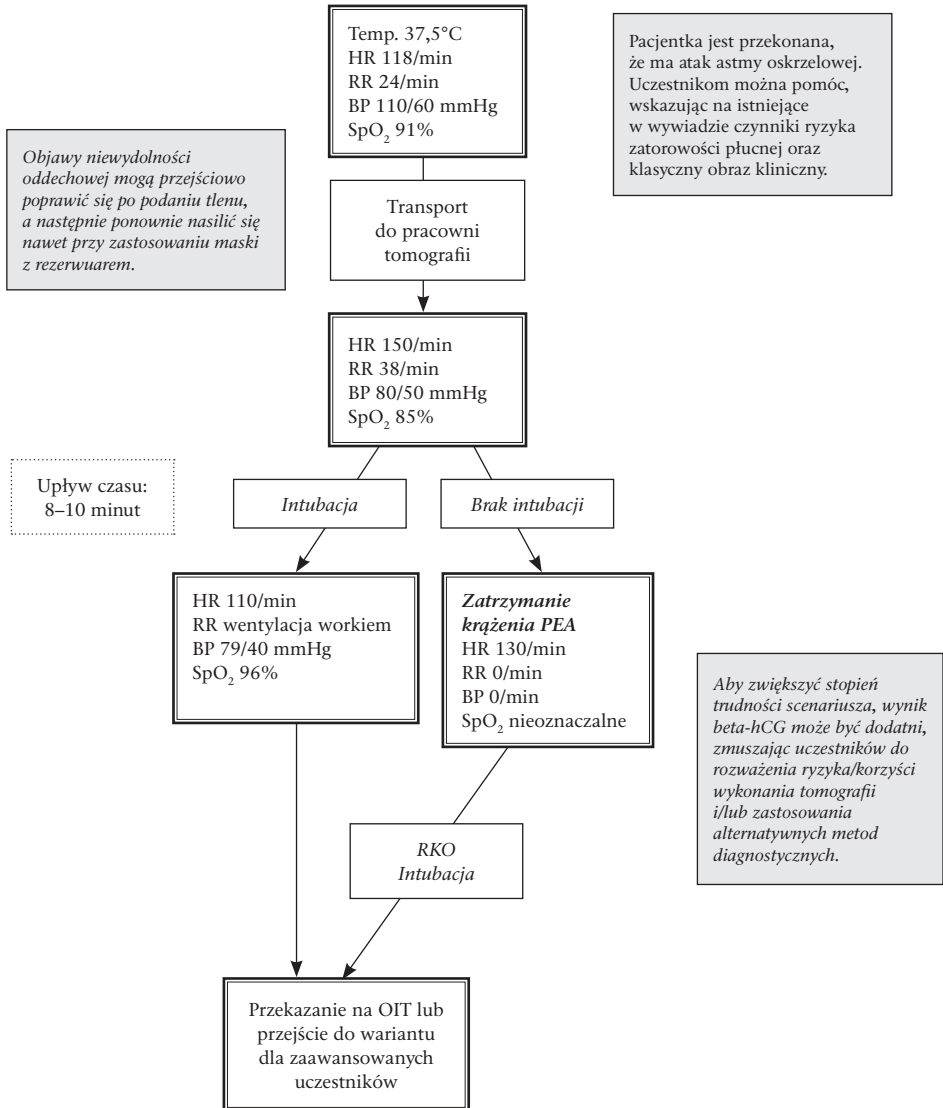 Temp. 37,5°C
HR 118/min
RR 24/min
BP 110/60 mmHg
SpO₂ 91%
Pacjentka jest przekonana,
że ma atak astmy oskrzelowej.
Uczestnikom można pomóc,
wskazując na istniejące
w wywiadzie czynniki ryzyka
zatorowości płucnej oraz
klasyczny obraz kliniczny.
Objawy niewydolności
oddechowej mogą przejściowo
poprawić się po podaniu tlenu,
a następnie ponownie nasilić się
nawet przy zastosowaniu maski
z rezerwuarem.
Transport
do pracowni
tomografii
HR 150/min
RR 38/min
BP 80/50 mmHg
SpO₂ 85%
Upływ czasu:
8–10 minut
Intubacja
Brak intubacji
HR 110/min
RR wentylacja workiem
BP 79/40 mmHg
SpO₂ 96%
Zatrzymanie
krążenia PEA
HR 130/min
RR 0/min
BP 0/min
SpO₂ nieoznaczalne
Aby zwiększyć stopień
trudności scenariusza, wynik
beta-hCG może być dodatni,
zmuszając uczestników do
rozważenia ryzyka/korzyści
wykonania tomografii
i/lub zastosowania
alternatywnych metod
diagnostycznych.
RKO
Intubacja
Przekazanie na OIT lub
przejście do wariantu
dla zaawansowanych
uczestników